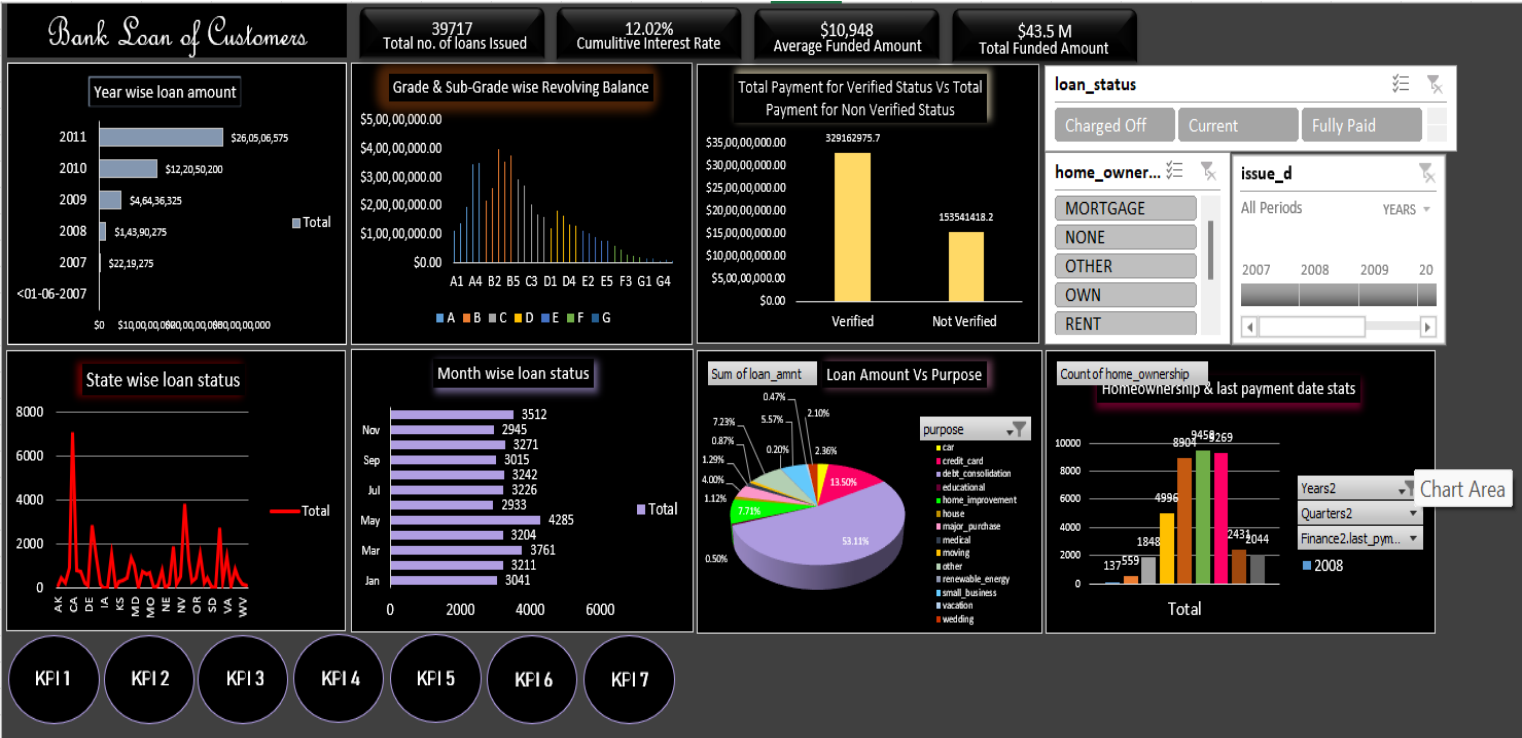 Bank Loan of Customers
39717
Total no. of loans Issued
12.02%
Cumulitive Interest Rate
$10,948
Average Funded Amount
$43.5 M
Total Funded Amount
Year wise loan amount
2011
$26,05,06,575
2010
$12,20,50,200
2009
$4,64,36,325
2008
$1,43,90,275
2007
$22,19,275
<01-06-2007
$0
Total
Grade & Sub-Grade wise Revolving Balance
$5,00,00,000.00
$4,00,00,000.00
$3,00,00,000.00
$2,00,00,000.00
$1,00,00,000.00
$0.00
A1 A4 B2 B5 C3 D1 D4 E2 E5 F3 G1 G4
A B C D E F G
Total Payment for Verified Status Vs Total
Payment for Non Verified Status
$35,00,00,000.00
$30,00,00,000.00
$25,00,00,000.00
$20,00,00,000.00
$15,00,00,000.00
$10,00,00,000.00
$5,00,00,000.00
$0.00
329162975.7
153541418.2
Verified Not Verified
loan_status
Charged Off Current Fully Paid
home_owner...
MORTGAGE
NONE
OTHER
OWN
RENT
issue_d
All Periods YEARS
2007 2008 2009 20
State wise loan status
8000
6000
4000
2000
0
AK CA DE IA KS MD MO NE NV OR SD VA WV
Total
Month wise loan status
3512
Nov 2945
3271
Sep 3015
3242
Jul 3226
2933
May 4285
3204
Mar 3761
3211
Jan 3041
0 2000 4000 6000
Total
Sum of loan_amnt
Loan Amount Vs Purpose
0.47%
2.10%
5.57%
7.23%
0.87%
0.20%
2.36%
1.29%
4.00%
1.12%
13.50%
7.71%
53.11%
0.50%
purpose
car
credit_card
debt_consolidation
educational
home_improvement
house
major_purchase
medical
moving
other
renewable_energy
small_business
vacation
wedding
Count of home_ownership
Homeownership & last payment date stats
10000
8000
6000
4000
2000
0
137
559
1848
4996
8904
9458
9269
2431
2044
Total
Years2
Quarters2
Finance2.last_pym...
2008
Chart Area
KPI 1
KPI 2
KPI 3
KPI 4
KPI 5
KPI 6
KPI 7